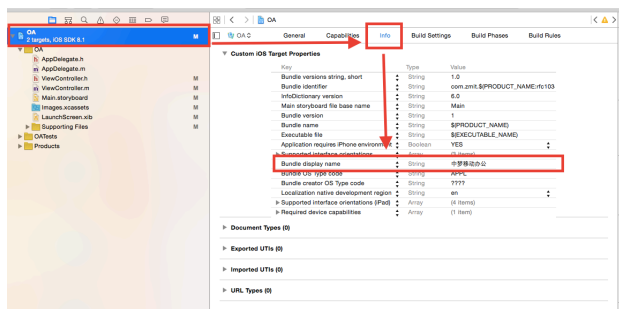 OA
OA
2 targets, iOS SDK 8.1
M
OA
General
Capabilities
Info
Build Settings
Build Phases
Build Rules
OA
AppDelegate.h
AppDelegate.m
ViewController.h
M
ViewController.m
M
Main.storyboard
M
Images.xcassets
M
LaunchScreen.xib
M
Supporting Files
M
OATests
Products
Custom iOS Target Properties
Key Type Value
Bundle versions string, short String 1.0
Bundle identifier String com.zmit.$(PRODUCT_NAME:rfc103
InfoDictionary version String 6.0
Main storyboard file base name String Main
Bundle version String 1
Bundle name String $(PRODUCT_NAME)
Executable file String $(EXECUTABLE_NAME)
Application requires iPhone environment Boolean YES
Supported interface orientations Array (3 items)
Bundle display name String 中梦移动办公
Bundle OS Type code String APPL
Bundle creator OS Type code String ????
Localization native development region String en
Supported interface orientations (iPad) Array (4 items)
Required device capabilities Array (1 item)
Document Types (0)
Exported UTIs (0)
Imported UTIs (0)
URL Types (0)